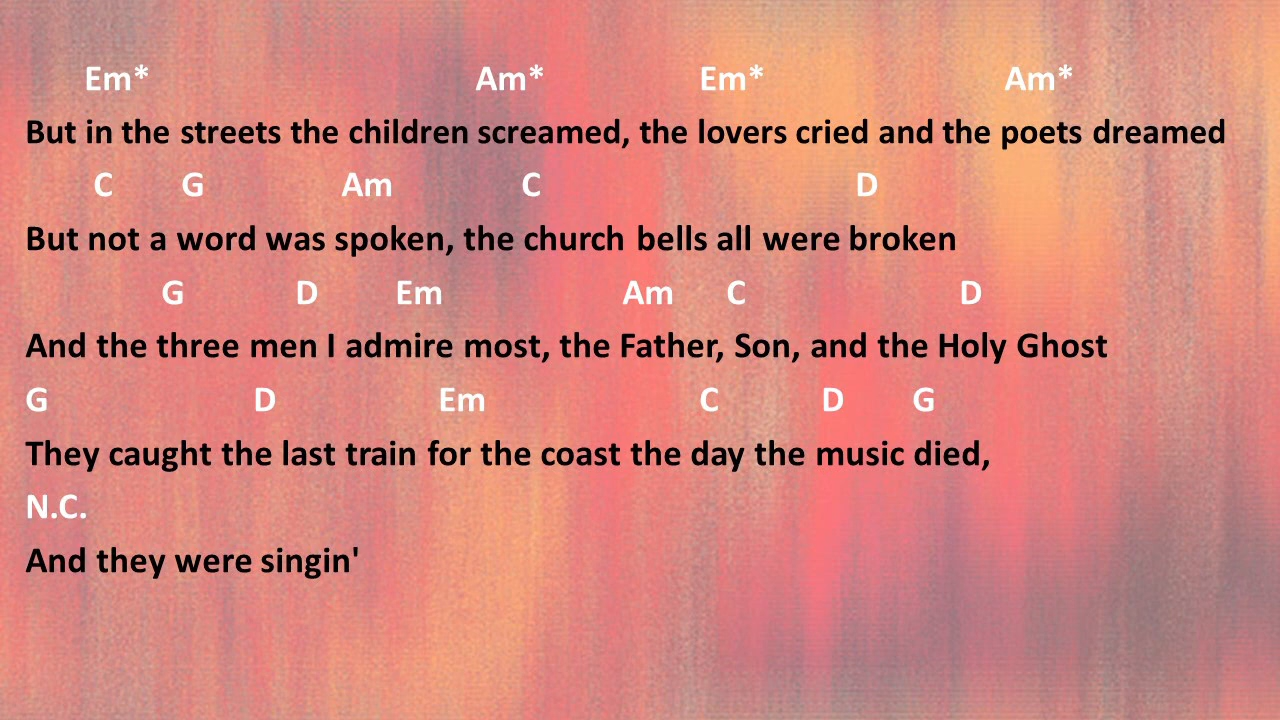 Em* Am* Em* Am*
But in the streets the children screamed, the lovers cried and the poets dreamed
C G Am C D
But not a word was spoken, the church bells all were broken
G D Em Am C D
And the three men I admire most, the Father, Son, and the Holy Ghost
G D Em C D G
They caught the last train for the coast the day the music died,
N.C.
And they were singin'